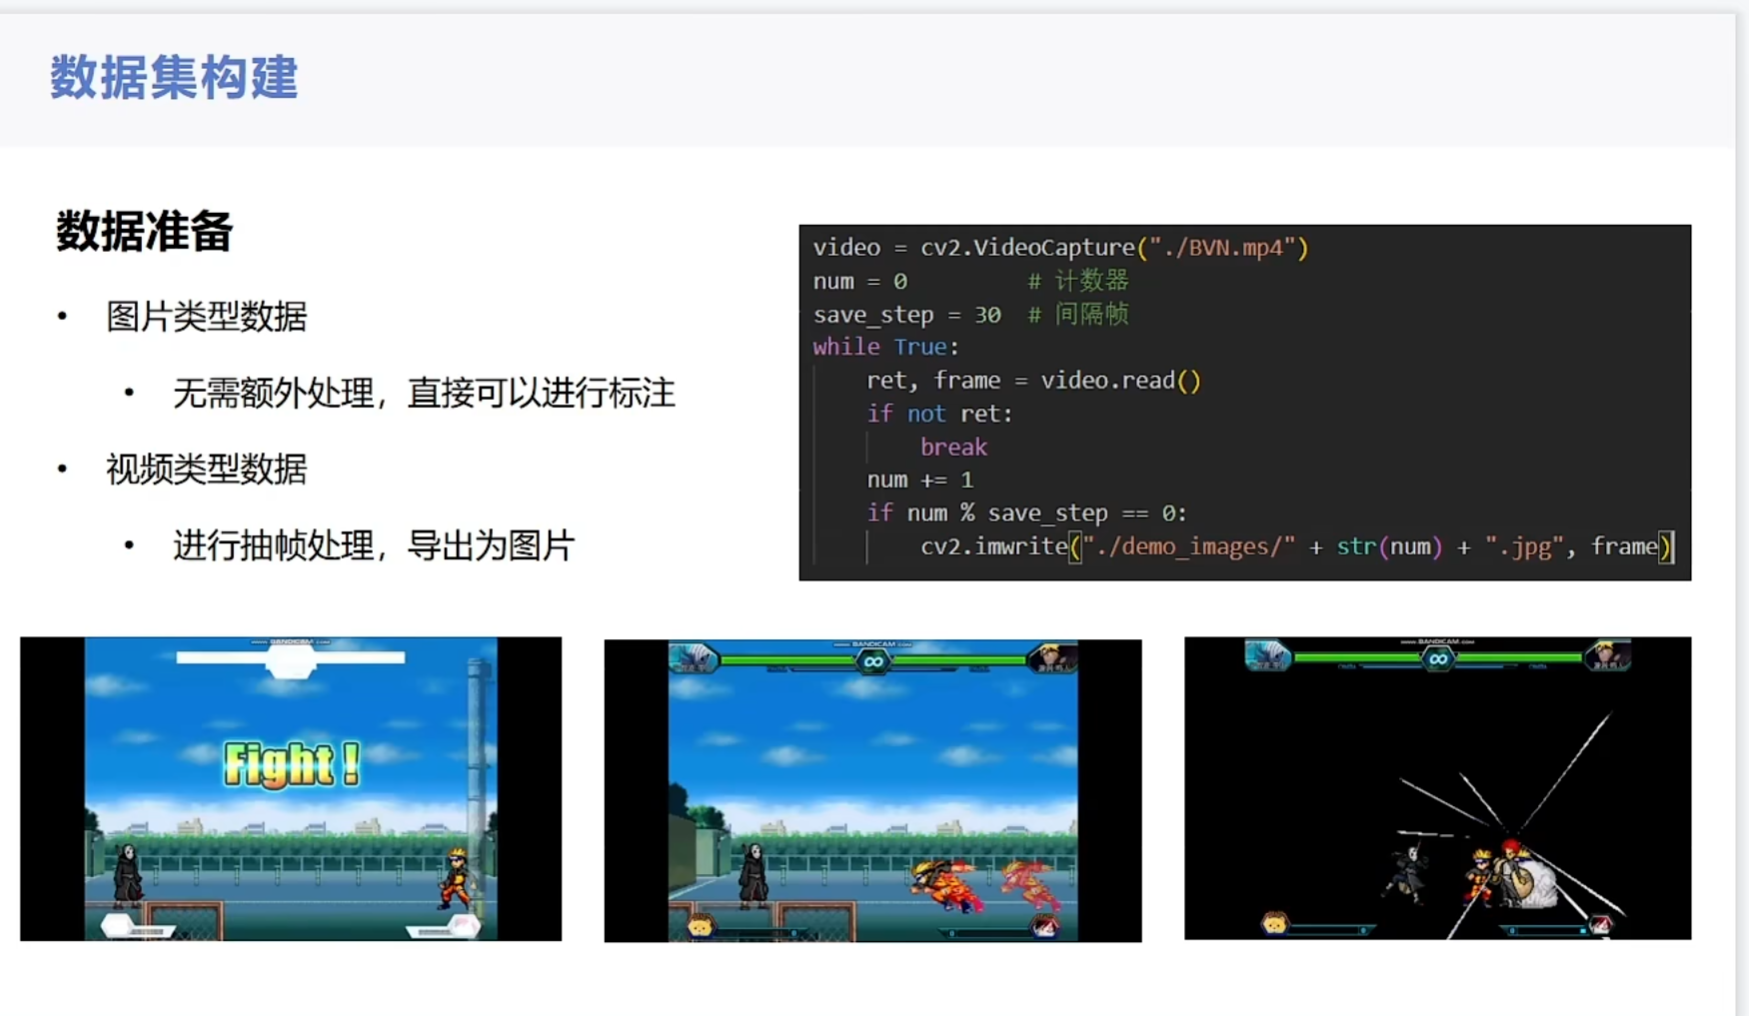 数据集构建
数据准备
• 图片类型数据
• 无需额外处理，直接可以进行标注
• 视频类型数据
• 进行抽帧处理，导出为图片
video = cv2.VideoCapture("./BVN.mp4")
num = 0 # 计数器
save_step = 30 # 间隔帧
while True:
ret, frame = video.read()
if not ret:
break
num += 1
if num % save_step == 0:
cv2.imwrite("./demo_images/" + str(num) + ".jpg", frame)
Fight !
BANDICAM
BANDICAM